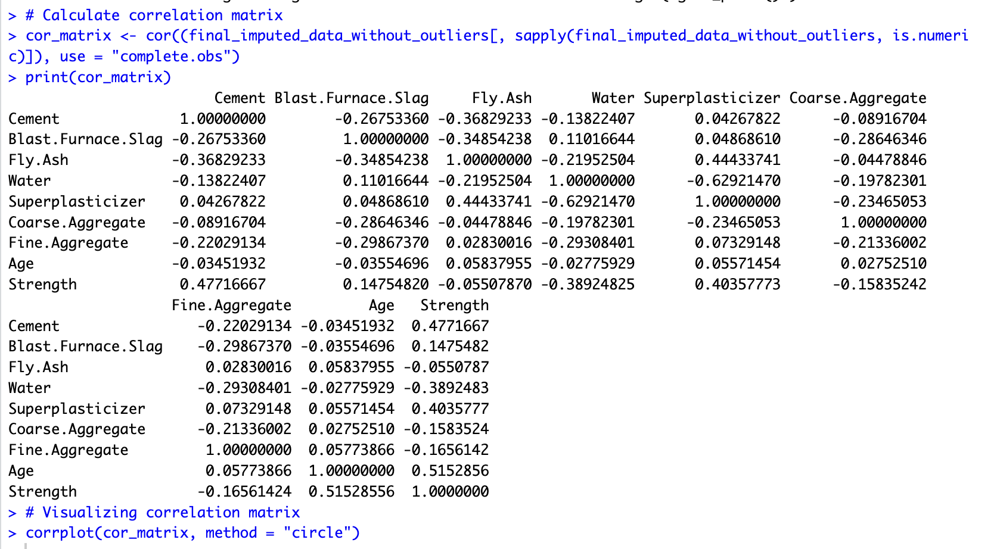 > # Calculate correlation matrix
> cor_matrix <- cor((final_imputed_data_without_outliers[, sapply(final_imputed_data_without_outliers, is.numeri
c)]), use = "complete.obs")
> print(cor_matrix)
Cement Blast.Furnace.Slag Fly.Ash Water Superplasticizer Coarse.Aggregate
Cement 1.00000000 -0.26753360 -0.36829233 -0.13822407 0.04267822 -0.08916704
Blast.Furnace.Slag -0.26753360 1.00000000 -0.34854238 0.11016644 0.04868610 -0.28646346
Fly.Ash -0.36829233 -0.34854238 1.00000000 -0.21952504 0.44433741 -0.04478846
Water -0.13822407 0.11016644 -0.21952504 1.00000000 -0.62921470 -0.19782301
Superplasticizer 0.04267822 0.04868610 0.44433741 -0.62921470 1.00000000 -0.23465053
Coarse.Aggregate -0.08916704 -0.28646346 -0.04478846 -0.19782301 -0.23465053 1.00000000
Fine.Aggregate -0.22029134 -0.29867370 0.02830016 -0.29308401 0.07329148 -0.21336002
Age -0.03451932 -0.03554696 0.05837955 -0.02775929 0.05571454 0.02752510
Strength 0.47716667 0.14754820 -0.05507870 -0.38924825 0.40357773 -0.15835242
Fine.Aggregate Age Strength
Cement -0.22029134 -0.03451932 0.4771667
Blast.Furnace.Slag -0.29867370 -0.03554696 0.1475482
Fly.Ash 0.02830016 0.05837955 -0.0550787
Water -0.29308401 -0.02775929 -0.3892483
Superplasticizer 0.07329148 0.05571454 0.4035777
Coarse.Aggregate -0.21336002 0.02752510 -0.1583524
Fine.Aggregate 1.00000000 0.05773866 -0.1656142
Age 0.05773866 1.00000000 0.5152856
Strength -0.16561424 0.51528556 1.0000000
> # Visualizing correlation matrix
> corrplot(cor_matrix, method = "circle")